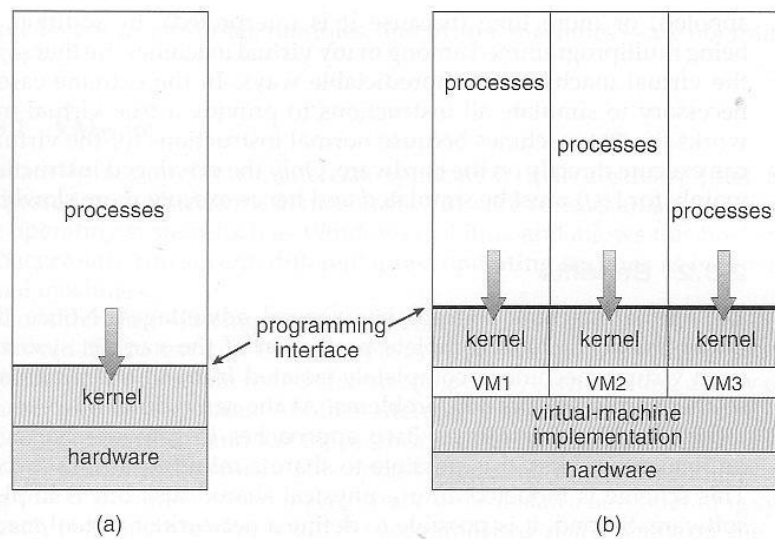 processes
kernel
hardware
(a)
programming
interface
processes
processes
processes
kernel
kernel
kernel
VM1
VM2
VM3
virtual-machine
implementation
hardware
(b)